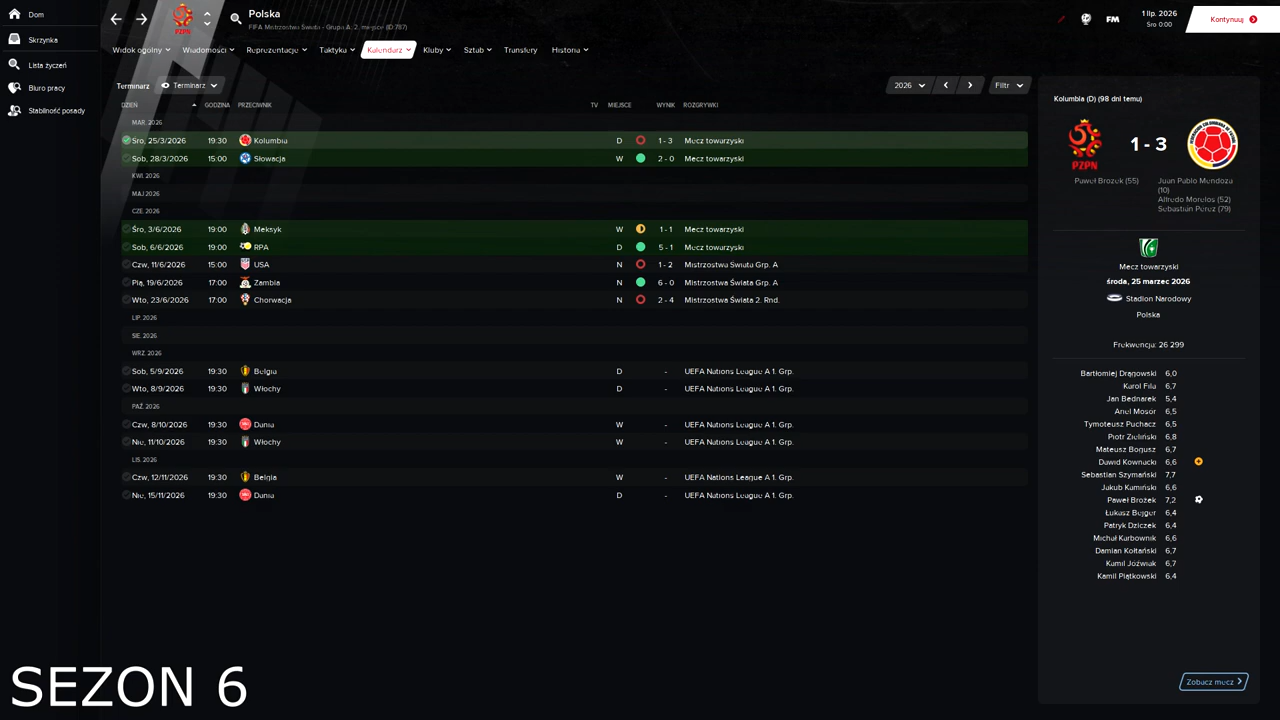 Dom
Skrzynka
Lista życzeń
Biuro pracy
Stabilność posady
PZPN
Polska
FIFA Mistrzostwa Świata - Grupa A: 2. miejsce (ID:787)
FM
1 lip. 2026
Śro 0:00
Kontynuuj
Widok ogólny
Wiadomości
Reprezentacje
Taktyka
Kalendarz
Kluby
Sztab
Transfery
Historia
Terminarz
Terminarz
2026
Filtr
DZIEŃ GODZINA PRZECIWNIK TV MIEJSCE WYNIK ROZGRYWKI
MAR. 2026
Śro, 25/3/2026 19:30 Kolumbia D 1 - 3 Mecz towarzyski
Sob, 28/3/2026 15:00 Słowacja W 2 - 0 Mecz towarzyski
KWI. 2026
MAJ. 2026
CZE. 2026
Śro, 3/6/2026 19:00 Meksyk W 1 - 1 Mecz towarzyski
Sob, 6/6/2026 19:00 RPA D 5 - 1 Mecz towarzyski
Czw, 11/6/2026 15:00 USA N 1 - 2 Mistrzostwa Świata Grp. A
Pią, 19/6/2026 17:00 Zambia N 6 - 0 Mistrzostwa Świata Grp. A
Wto, 23/6/2026 17:00 Chorwacja N 2 - 4 Mistrzostwa Świata 2. Rnd.
LIP. 2026
SIE. 2026
WRZ. 2026
Sob, 5/9/2026 19:30 Belgia D - UEFA Nations League A 1. Grp.
Wto, 8/9/2026 19:30 Włochy D - UEFA Nations League A 1. Grp.
PAŹ. 2026
Czw, 8/10/2026 19:30 Dania W - UEFA Nations League A 1. Grp.
Nie, 11/10/2026 19:30 Włochy W - UEFA Nations League A 1. Grp.
LIS. 2026
Czw, 12/11/2026 19:30 Belgia W - UEFA Nations League A 1. Grp.
Nie, 15/11/2026 19:30 Dania D - UEFA Nations League A 1. Grp.
Kolumbia (D) (98 dni temu)
PZPN
1 - 3
Paweł Brożek (55)
Juan Pablo Mendoza
(10)
Alfredo Morelos (52)
Sebastián Pérez (79)
Mecz towarzyski
środa, 25 marzec 2026
Stadion Narodowy
Polska
Frekwencja: 26 299
Bartłomiej Drągowski 6,0
Karol Fila 6,7
Jan Bednarek 5,4
Ariel Mosór 6,5
Tymoteusz Puchacz 6,5
Piotr Zieliński 6,8
Mateusz Bogusz 6,7
Dawid Kownacki 6,6
Sebastian Szymański 7,7
Jakub Kamiński 6,6
Paweł Brożek 7,2
Łukasz Bejger 6,4
Patryk Dziczek 6,4
Michał Karbownik 6,6
Damian Kołtański 6,7
Kamil Jóźwiak 6,7
Kamil Piątkowski 6,4
Zobacz mecz
SEZON 6